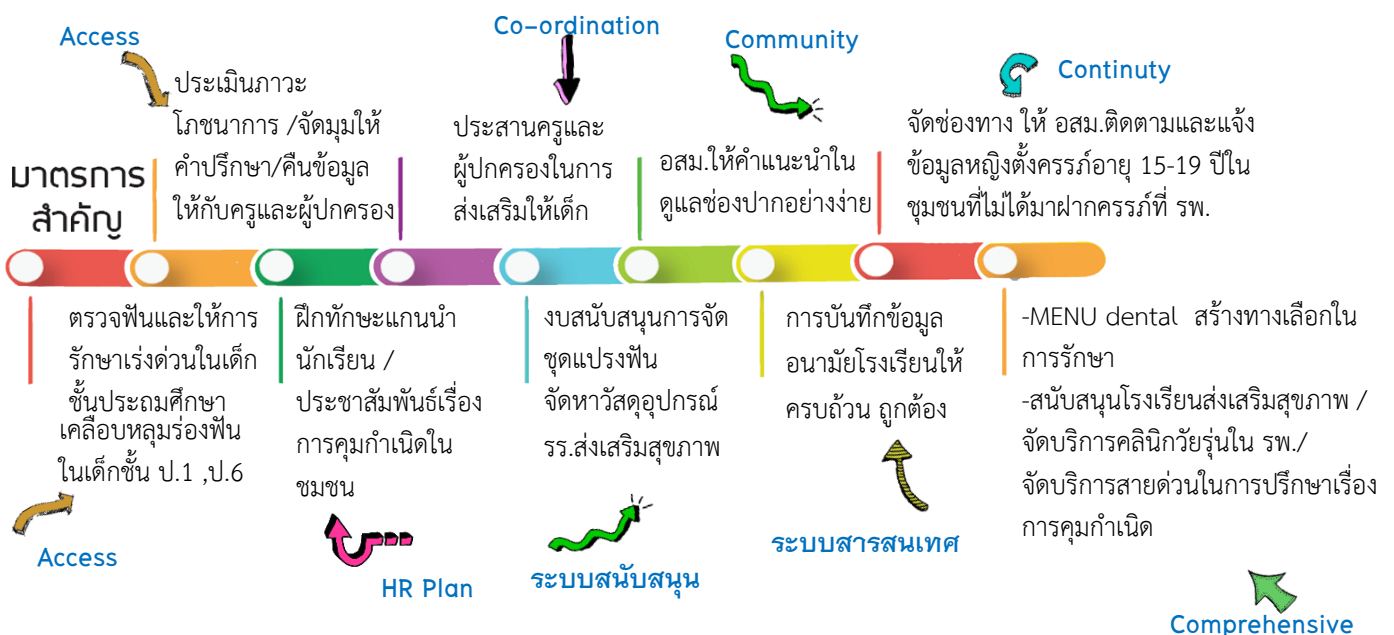 Access
ประเมินภาวะ
โภชนาการ /จัดมุมให้
คำปรึกษา/คืนข้อมูล
ให้กับครูและผู้ปกครอง
Co-ordination
ประสานครูและ
ผู้ปกครองในการ
ส่งเสริมให้เด็ก
Community
อสม.ให้คำแนะนำใน
ดูแลช่องปากอย่างง่าย
Continuty
จัดช่องทาง ให้ อสม.ติดตามและแจ้ง
ข้อมูลหญิงตั้งครรภ์อายุ 15-19 ปีใน
ชุมชนที่ไม่ได้มาฝากครรภ์ที่ รพ.
มาตรการ
สำคัญ
ตรวจฟันและให้การ
รักษาเร่งด่วนในเด็ก
ชั้นประถมศึกษา
เคลือบหลุมร่องฟัน
ในเด็กชั้น ป.1 ,ป.6
Access
ฝึกทักษะแกนนำ
นักเรียน /
ประชาสัมพันธ์เรื่อง
การคุมกำเนิดใน
ชมชน
HR Plan
งบสนับสนุนการจัด
ชุดแปรงฟัน
จัดหาวัสดุอุปกรณ์
รร.ส่งเสริมสุขภาพ
ระบบสนับสนุน
การบันทึกข้อมูล
อนามัยโรงเรียนให้
ครบถ้วน ถูกต้อง
ระบบสารสนเทศ
-MENU dental สร้างทางเลือกใน
การรักษา
-สนับสนุนโรงเรียนส่งเสริมสุขภาพ /
จัดบริการคลินิกวัยรุ่นใน รพ./
จัดบริการสายด่วนในการปรึกษาเรื่อง
การคุมกำเนิด
Comprehensive